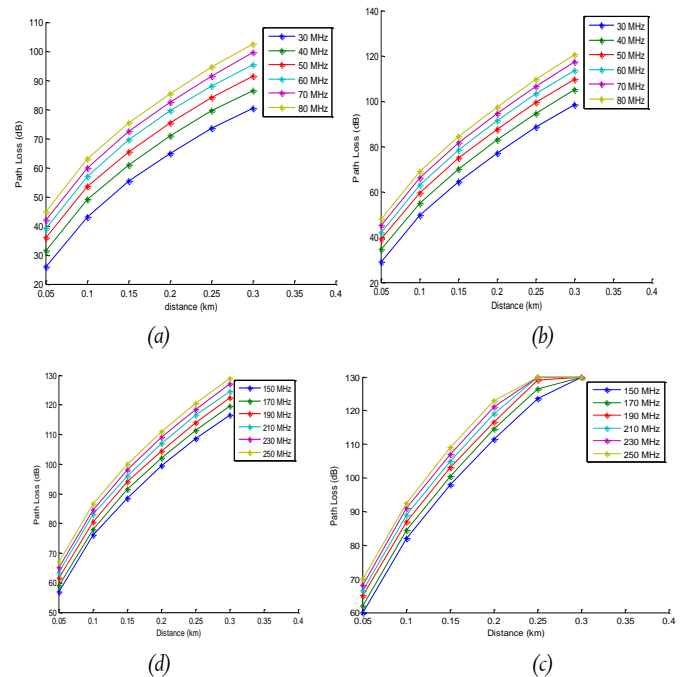 110
100
90
80
70
60
50
40
30
20
Path Loss (dB)
0.05 0.1 0.15 0.2 0.25 0.3 0.35 0.4
distance (km)
30 MHz
40 MHz
50 MHz
60 MHz
70 MHz
80 MHz
(a)
140
120
100
80
60
40
20
Path Loss (dB)
0.05 0.1 0.15 0.2 0.25 0.3 0.35 0.4
Distance (km)
30 MHz
40 MHz
50 MHz
60 MHz
70 MHz
80 MHz
(b)
130
120
110
100
90
80
70
60
50
Path Loss (dB)
0.05 0.1 0.15 0.2 0.25 0.3 0.35 0.4
Distance (km)
150 MHz
170 MHz
190 MHz
210 MHz
230 MHz
250 MHz
(d)
130
120
110
100
90
80
70
60
Path Loss (dB)
0.05 0.1 0.15 0.2 0.25 0.3 0.35 0.4
Distance (km)
150 MHz
170 MHz
190 MHz
210 MHz
230 MHz
250 MHz
(c)